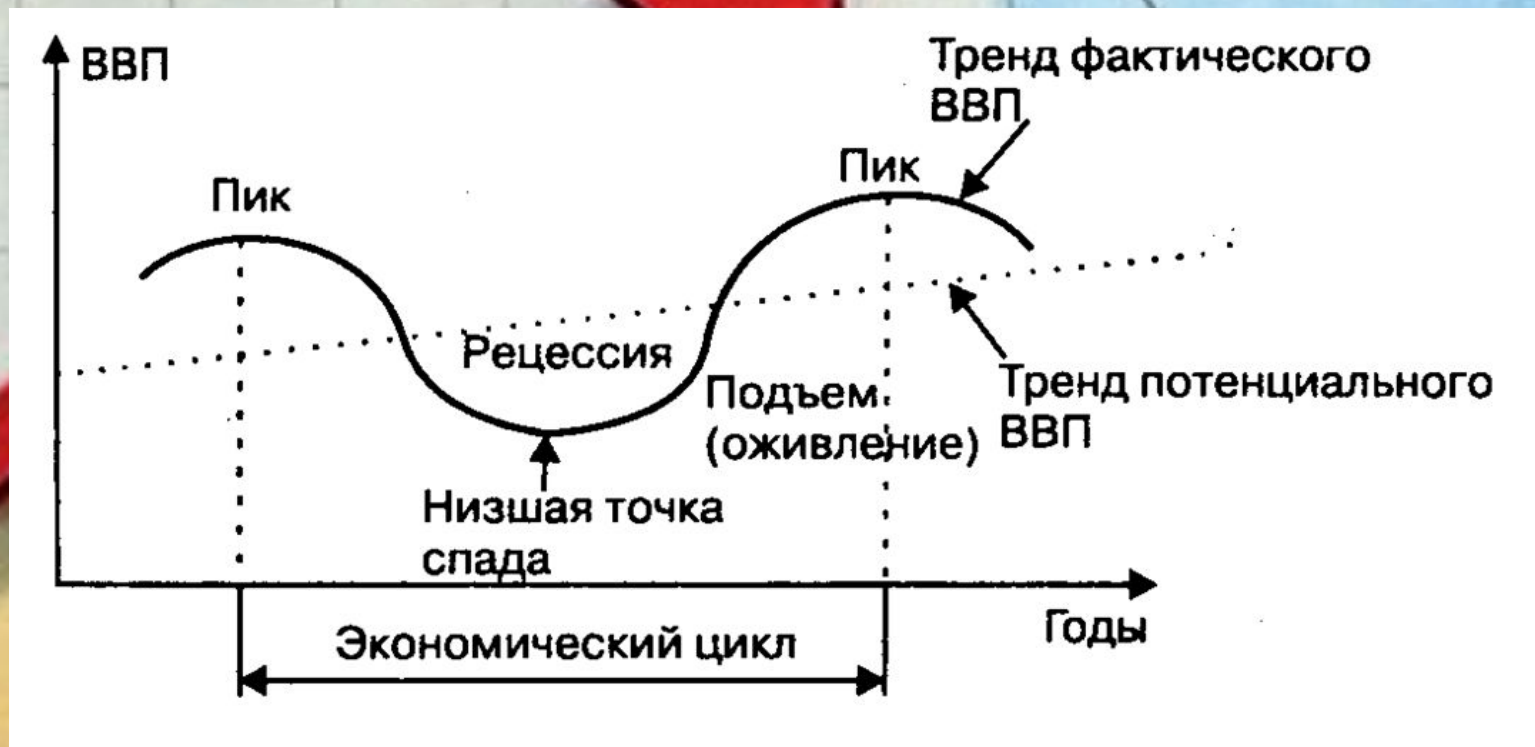 ВВП
Тренд фактического
ВВП
Пик
Пик
Рецессия
Подъем
(оживление)
Тренд потенциального
ВВП
Низшая точка
спада
Годы
Экономический цикл